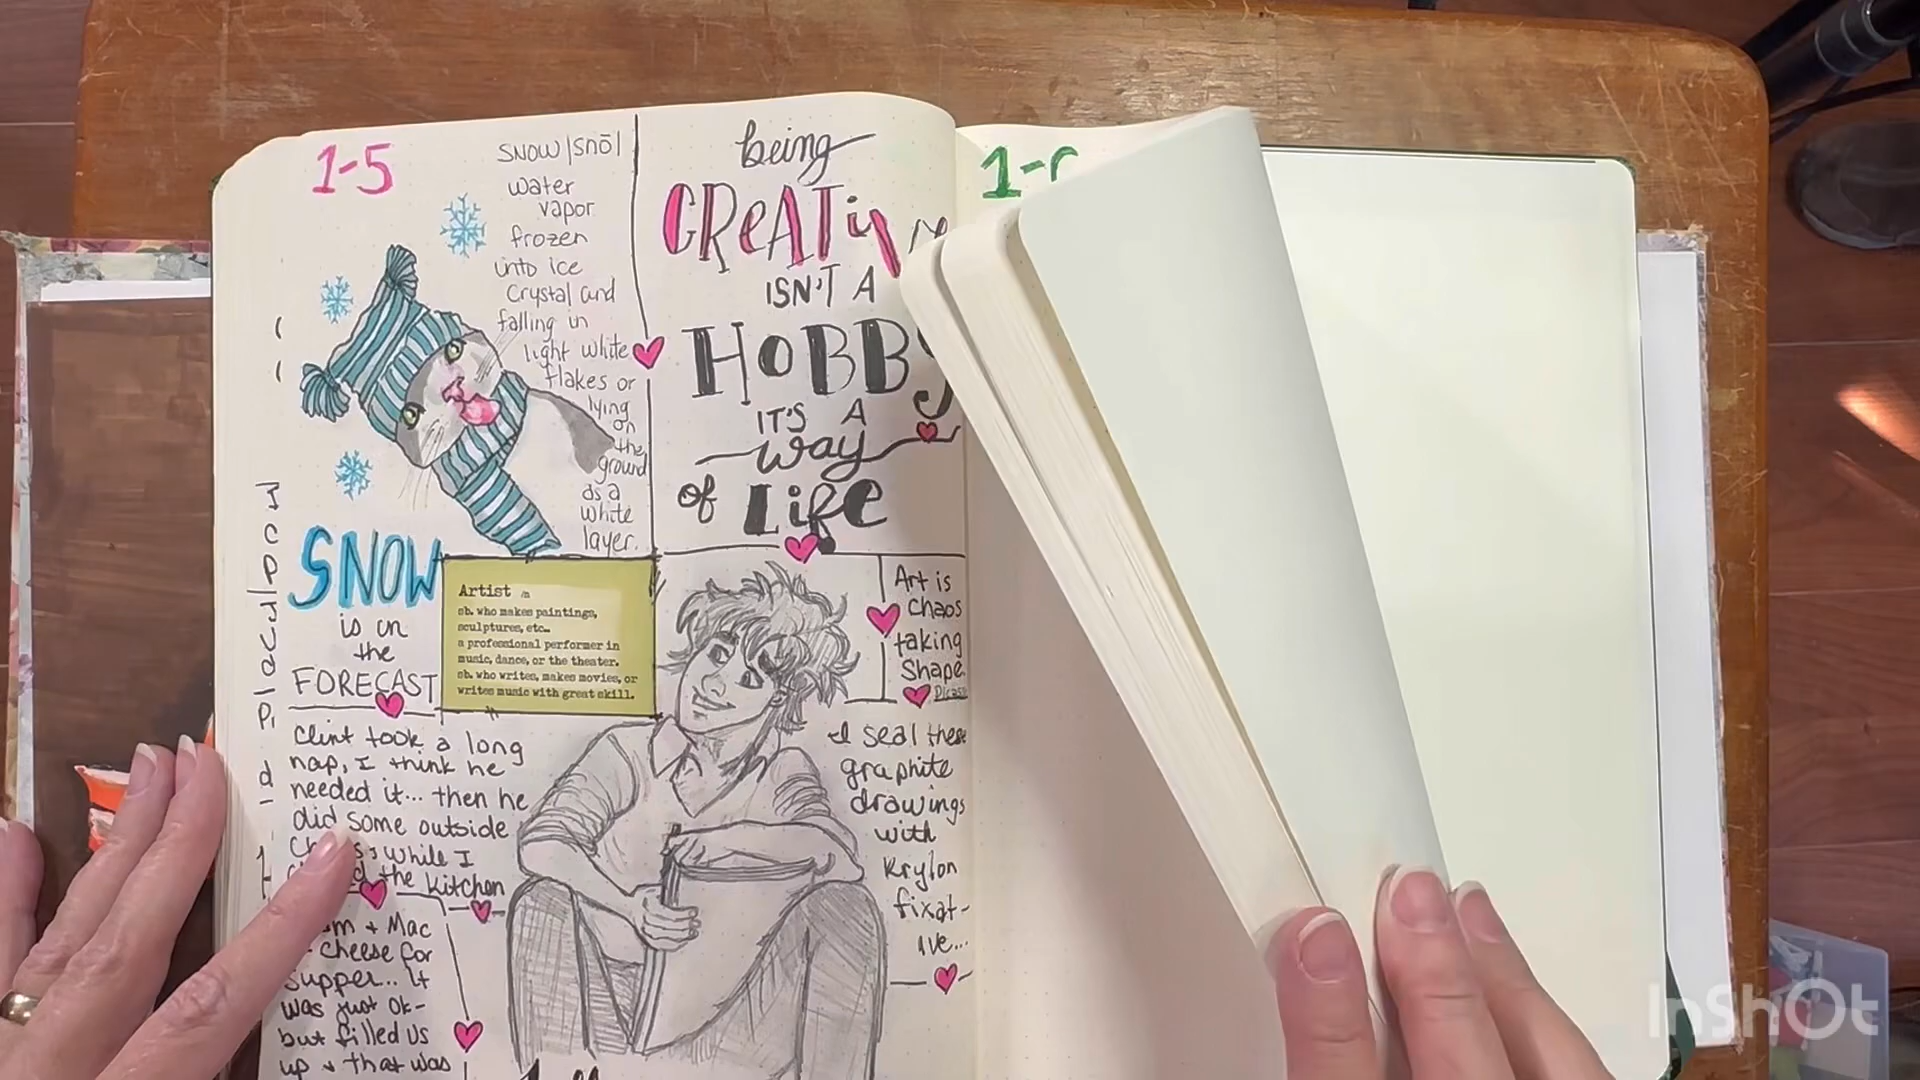 1-5
SNOW|snō|
water
vapor
frozen
into ice
crystal and
falling in
light white
flakes or
lying
on
the
ground
as a
white
layer.
SNOW
is in
the
FORECAST
being
CREATiv
ISN'T A
HOBBY
IT'S A
way
of Life
Artist
sb. who makes paintings,
sculptures, etc..
a professional performer in
music, dance, or the theater.
sb. who writes, makes movies, or
writes music with great skill.
Art is
Chaos
taking
Shape.
Picasso
Clint took a long
nap, I think he
needed it... then he
did some outside
while I
the kitchen
+ Mac
+ cheese for
supper.. It
was just ok-
but filled us
up + that was
I seal these
graphite
drawings
with
Krylon
fixat-
ive...
1-
InShOt